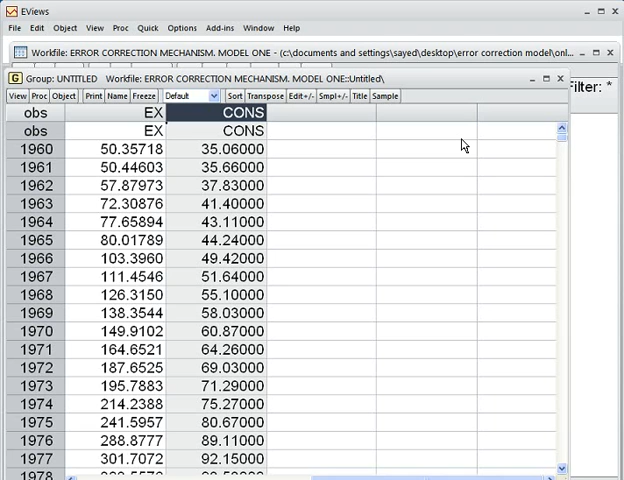 EViews
File Edit Object View Proc Quick Options Add-ins Window Help
Workfile: ERROR CORRECTION MECHANISM. MODEL ONE - (c:\documents and settings\sayed\desktop\error correction model\onl...
Filter: *
G Group: UNTITLED Workfile: ERROR CORRECTION MECHANISM. MODEL ONE::Untitled\
View Proc Object Print Name Freeze Default Sort Transpose Edit+/- Smpl+/- Title Sample
obs EX CONS
obs EX CONS
1960 50.35718 35.06000
1961 50.44603 35.66000
1962 57.87973 37.83000
1963 72.30876 41.40000
1964 77.65894 43.11000
1965 80.01789 44.24000
1966 103.3960 49.42000
1967 111.4546 51.64000
1968 126.3150 55.10000
1969 138.3544 58.03000
1970 149.9102 60.87000
1971 164.6521 64.26000
1972 187.6525 69.03000
1973 195.7883 71.29000
1974 214.2388 75.27000
1975 241.5957 80.67000
1976 288.8777 89.11000
1977 301.7072 92.15000
1978